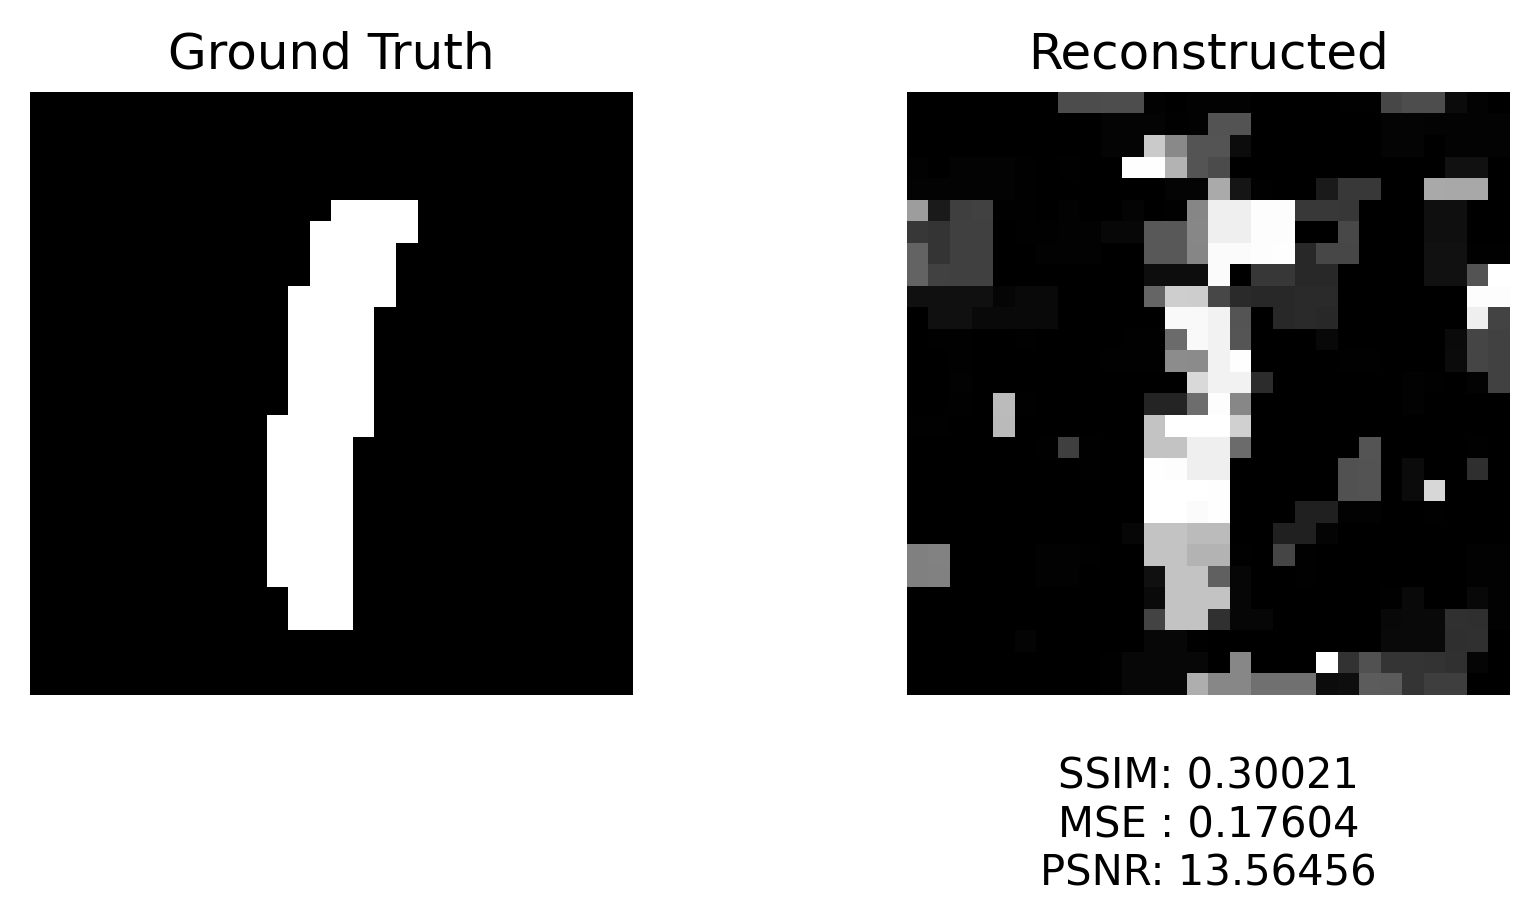 Ground Truth
Reconstructed
SSIM: 0.30021
MSE : 0.17604
PSNR: 13.56456